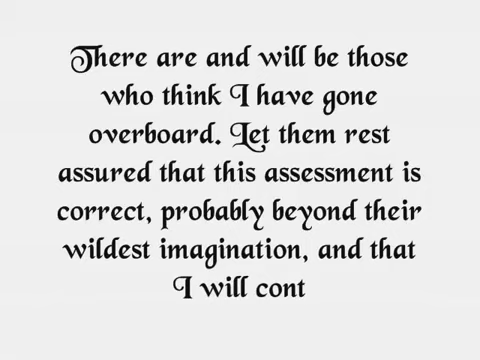 There are and will be those
who think I have gone
overboard. Let them rest
assured that this assessment is
correct, probably beyond their
wildest imagination, and that
I will cont